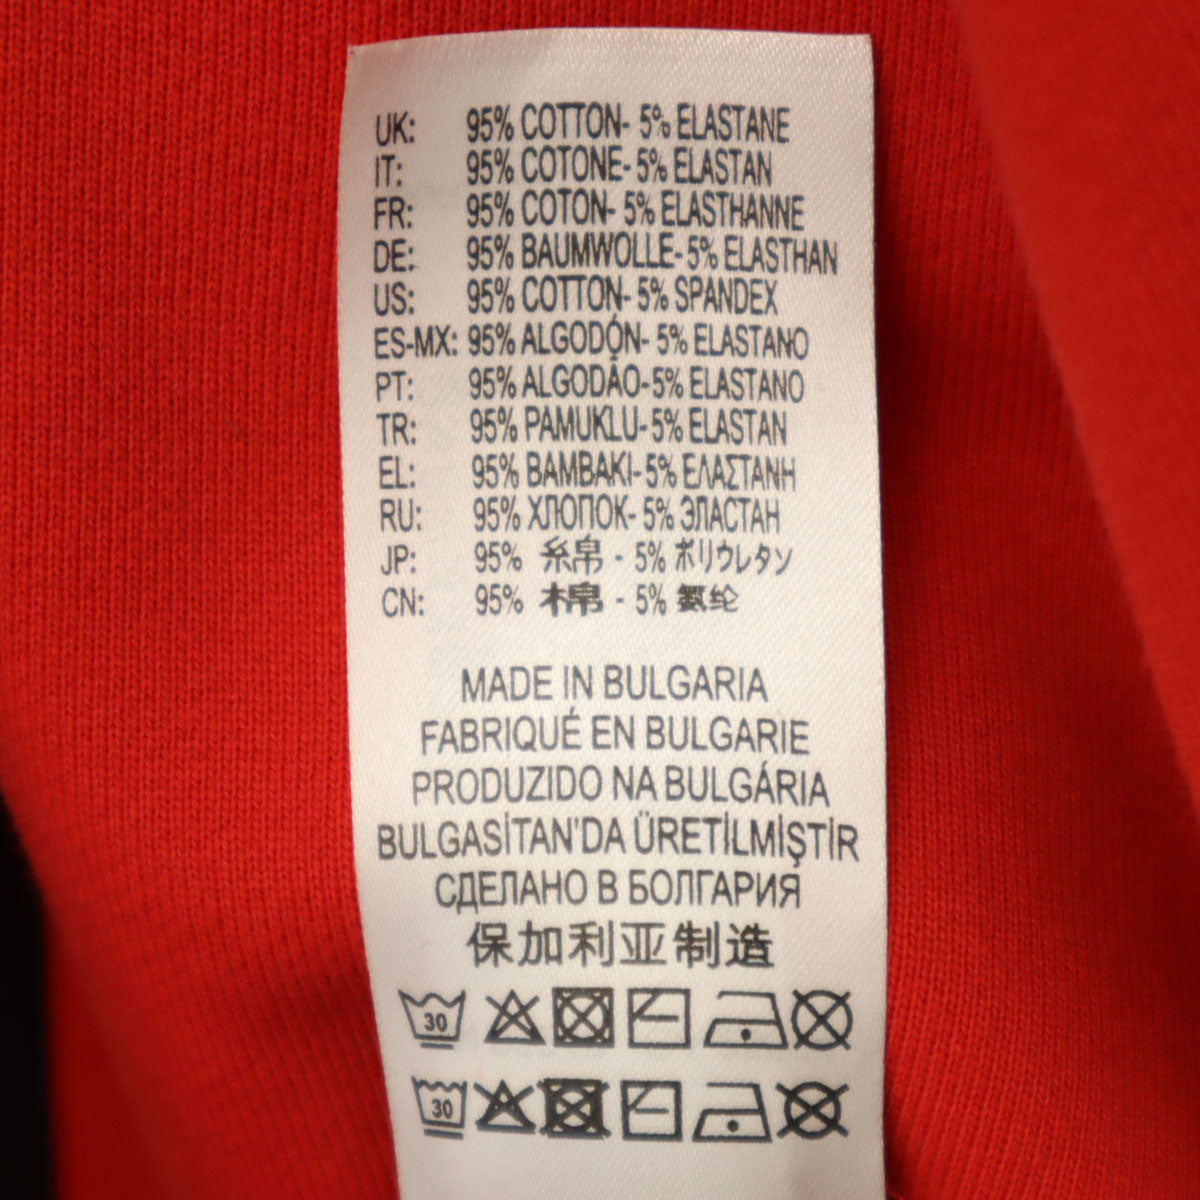 UK: 95% COTTON- 5% ELASTANE
IT: 95% COTONE- 5% ELASTAN
FR: 95% COTON- 5% ELASTHANNE
DE: 95% BAUMWOLLE- 5% ELASTHAN
US: 95% COTTON- 5% SPANDEX
ES-MX: 95% ALGODÓN- 5% ELASTANO
PT: 95% ALGODÃO- 5% ELASTANO
TR: 95% PAMUKLU- 5% ELASTAN
EL: 95% ΒΑΜΒΑΚΙ- 5% ΕΛΑΣΤΑΝΗ
RU: 95% ХЛОПОК- 5% ЭЛАСТАН
JP: 95% 糸帛 - 5% ポリウレタン
CN: 95% 棉帛 - 5% 氨纶
MADE IN BULGARIA
FABRIQUÉ EN BULGARIE
PRODUZIDO NA BULGÁRIA
BULGASİTAN'DA ÜRETİLMİŞTİR
СДЕЛАНО В БОЛГАРИЯ
保加利亚制造
30
30